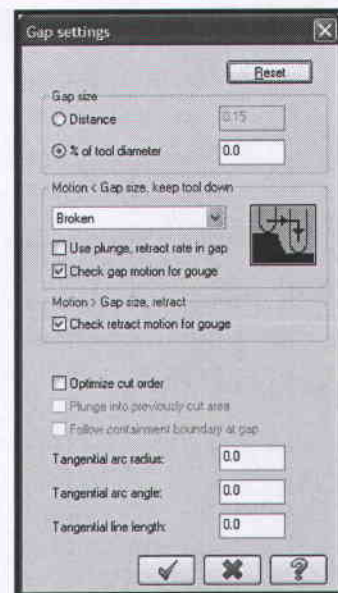 Gap settings
Reset
Gap size
Distance
0.15
% of tool diameter
0.0
Motion < Gap size, keep tool down
Broken
Use plunge, retract rate in gap
Check gap motion for gouge
Motion > Gap size, retract
Check retract motion for gouge
Optimize cut order
Plunge into previously cut area
Follow containment boundary at gap
Tangential arc radius:
0.0
Tangential arc angle:
0.0
Tangential line length:
0.0
?